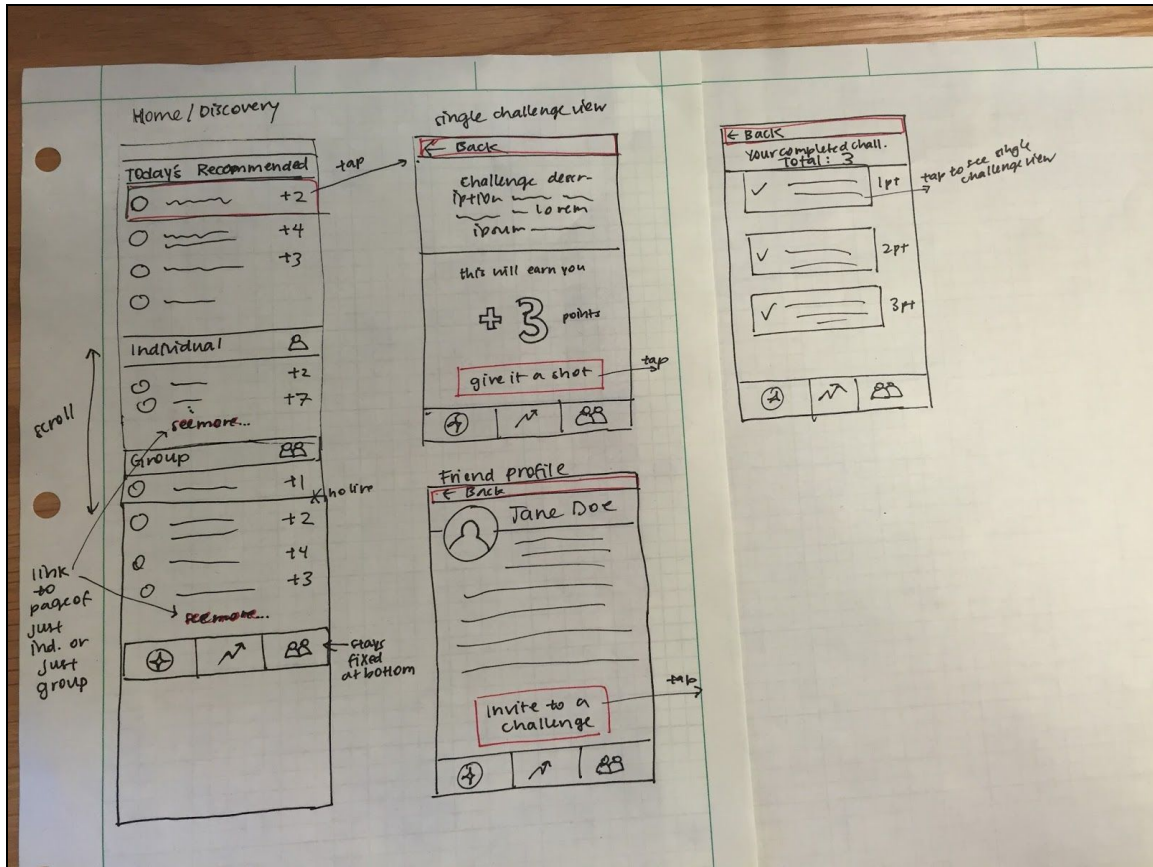 Home / Discovery
Today's Recommended
+2
tap
+4
+3
Individual
+2
+7
see more...
Group
+1
no line
+2
+4
+3
see more...
scroll
link
to
page of
just
ind. or
just
group
stays
fixed
at bottom
single challenge view
← Back
Challenge descr-
iption
Lorem
ipsum
this will earn you
+ 3 points
give it a shot
tap
Friend profile
← Back
Jane Doe
Invite to a
challenge
tap
← Back
Your completed chall.
Total: 3
✓ 1pt
tap to see single
challenge view
✓ 2pt
✓ 3pt